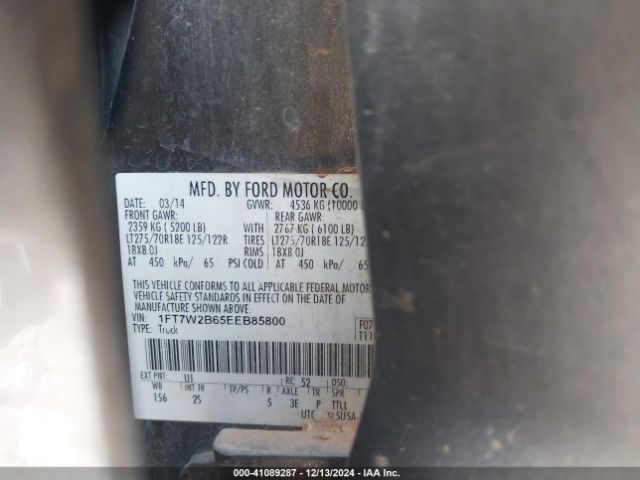 MFD. BY FORD MOTOR CO.
DATE: 03/14 GVWR: 4536 KG (10000
FRONT GAWR: REAR GAWR:
2359 KG ( 5200 LB) 2767 KG ( 6100 LB)
LT275/70R18E 125/122R TIRES LT275/70R18E 125/122
18X8.0J RIMS 18X8.0J
AT 450 kPa/ 65 PSI COLD AT 450 kPa/ 65
THIS VEHICLE CONFORMS TO ALL APPLICABLE FEDERAL MOTOR
VEHICLE SAFETY STANDARDS IN EFFECT ON THE DATE OF
MANUFACTURE SHOWN ABOVE.
VIN: 1FT7W2B65EEB85800
TYPE: Truck
F07
T11
EXT PNT: UJ RC: 52 DSO:
WB INT TR TP/PS R AXLE TR SPR
156 2S 5 3E P TTLL
UTC
000-41089287 - 12/13/2024 - IAA Inc.